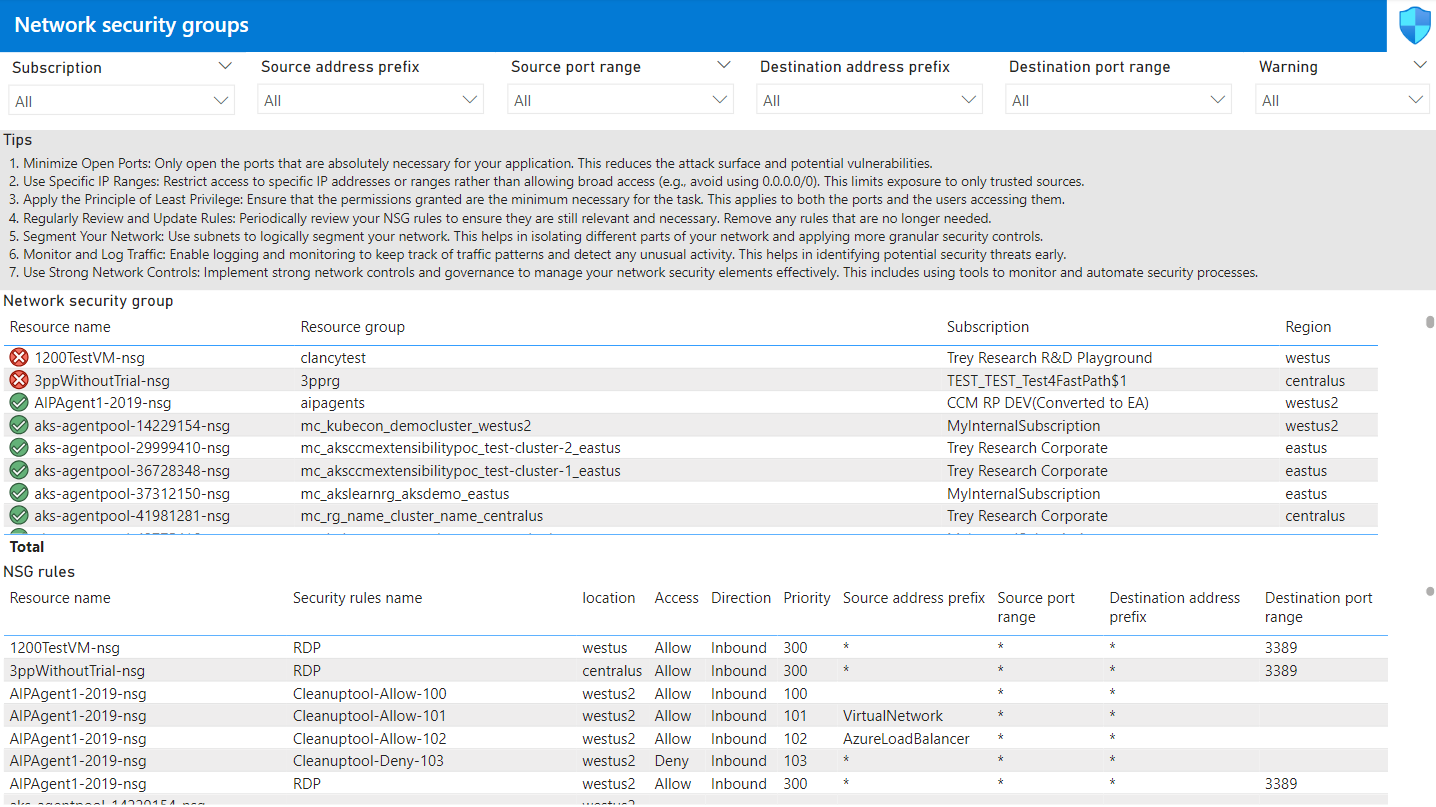 Network security groups
Subscription Source address prefix Source port range Destination address prefix Destination port range Warning
All All All All All All
Tips
1. Minimize Open Ports: Only open the ports that are absolutely necessary for your application. This reduces the attack surface and potential vulnerabilities.
2. Use Specific IP Ranges: Restrict access to specific IP addresses or ranges rather than allowing broad access (e.g., avoid using 0.0.0.0/0). This limits exposure to only trusted sources.
3. Apply the Principle of Least Privilege: Ensure that the permissions granted are the minimum necessary for the task. This applies to both the ports and the users accessing them.
4. Regularly Review and Update Rules: Periodically review your NSG rules to ensure they are still relevant and necessary. Remove any rules that are no longer needed.
5. Segment Your Network: Use subnets to logically segment your network. This helps in isolating different parts of your network and applying more granular security controls.
6. Monitor and Log Traffic: Enable logging and monitoring to keep track of traffic patterns and detect any unusual activity. This helps in identifying potential security threats early.
7. Use Strong Network Controls: Implement strong network controls and governance to manage your network security elements effectively. This includes using tools to monitor and automate security processes.
Network security group
Resource name Resource group Subscription Region
1200TestVM-nsg clancytest Trey Research R&D Playground westus
3ppWithoutTrial-nsg 3pprg TEST_TEST_Test4FastPath$1 centralus
AIPAgent1-2019-nsg aipagents CCM RP DEV(Converted to EA) westus2
aks-agentpool-14229154-nsg mc_kubecon_democluster_westus2 MyInternalSubscription westus2
aks-agentpool-29999410-nsg mc_aksccmextensibilitypoc_test-cluster-2_eastus Trey Research Corporate eastus
aks-agentpool-36728348-nsg mc_aksccmextensibilitypoc_test-cluster-1_eastus Trey Research Corporate eastus
aks-agentpool-37312150-nsg mc_akslearnrg_aksdemo_eastus MyInternalSubscription eastus
aks-agentpool-41981281-nsg mc_rg_name_cluster_name_centralus Trey Research Corporate centralus
Total
NSG rules
Resource name Security rules name location Access Direction Priority Source address prefix Source port range Destination address prefix Destination port range
1200TestVM-nsg RDP westus Allow Inbound 300 * * * 3389
3ppWithoutTrial-nsg RDP centralus Allow Inbound 300 * * * 3389
AIPAgent1-2019-nsg Cleanuptool-Allow-100 westus2 Allow Inbound 100 * *
AIPAgent1-2019-nsg Cleanuptool-Allow-101 westus2 Allow Inbound 101 VirtualNetwork * *
AIPAgent1-2019-nsg Cleanuptool-Allow-102 westus2 Allow Inbound 102 AzureLoadBalancer * *
AIPAgent1-2019-nsg Cleanuptool-Deny-103 westus2 Deny Inbound 103 * * *
AIPAgent1-2019-nsg RDP westus2 Allow Inbound 300 * * * 3389